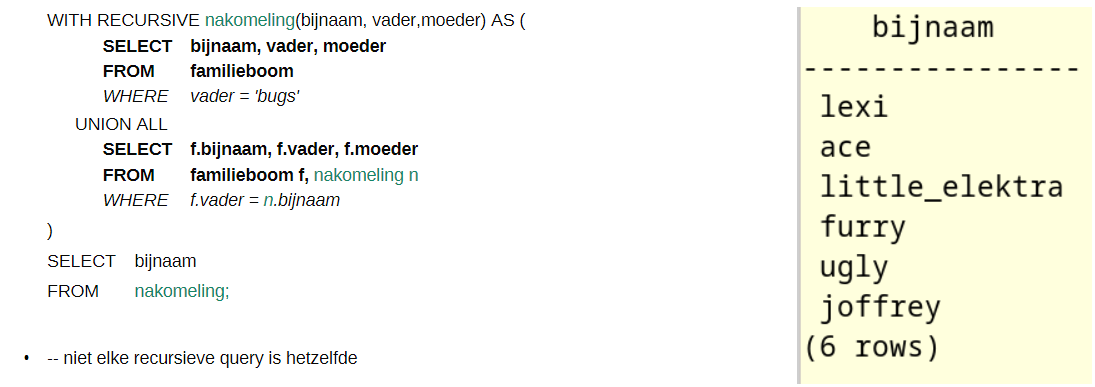 WITH RECURSIVE nakomeling(bijnaam, vader,moeder) AS (
SELECT bijnaam, vader, moeder
FROM familieboom
WHERE vader = 'bugs'
UNION ALL
SELECT f.bijnaam, f.vader, f.moeder
FROM familieboom f, nakomeling n
WHERE f.vader = n.bijnaam
)
SELECT bijnaam
FROM nakomeling;
• -- niet elke recursieve query is hetzelfde
bijnaam
----------------
lexi
ace
little_elektra
furry
ugly
joffrey
(6 rows)